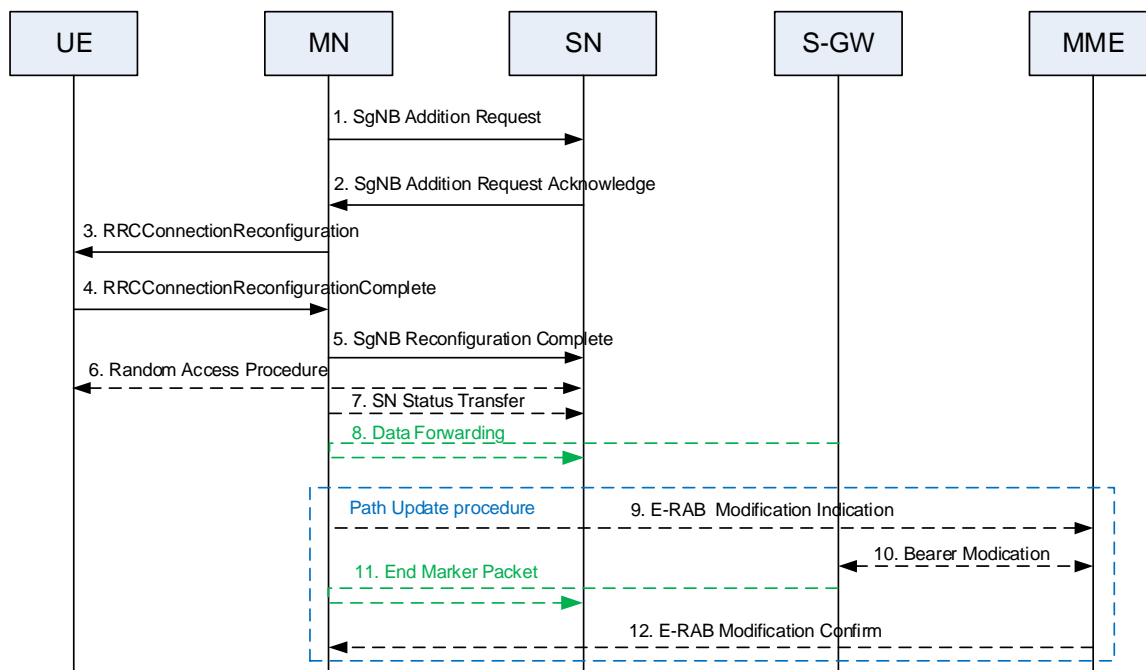 UE
MN
SN
S-GW
MME
1. SgNB Addition Request
2. SgNB Addition Request Acknowledge
3. RRCConnectionReconfiguration
4. RRCConnectionReconfigurationComplete
5. SgNB Reconfiguration Complete
6. Random Access Procedure
7. SN Status Transfer
8. Data Forwarding
Path Update procedure
9. E-RAB Modification Indication
10. Bearer Modication
11. End Marker Packet
12. E-RAB Modification Confirm